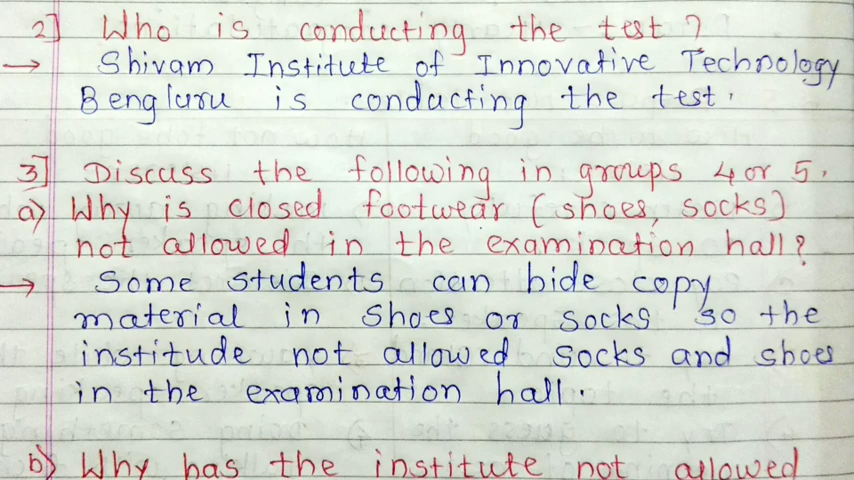 2] Who is conducting the test ?
→ Shivam Institute of Innovative Technology
Bengluru is conducting the test.
3] Discuss the following in groups 4 or 5.
a) Why is closed footwear (shoes, socks)
not allowed in the examination hall?
→ Some students can hide copy
material in shoes or socks so the
institude not allowed socks and shoes
in the examination hall.
b) Why has the institute not allowed